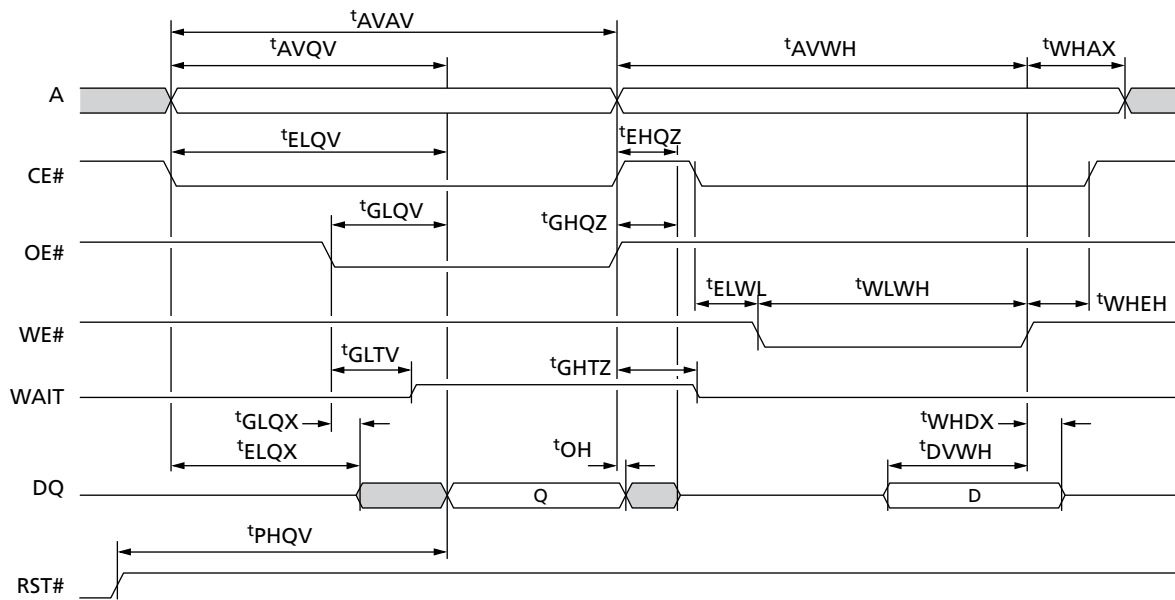 tAVAV
tAVQV
tAVWH
tWHAX
A
tELQV
tEHQZ
CE#
tGLQV
tGHQZ
OE#
tELWL
tWLWH
tWHEH
WE#
tGLTV
tGHTZ
WAIT
tGLQX
tWHDX
tELQX
tOH
tDVWH
DQ
Q
D
tPHQV
RST#